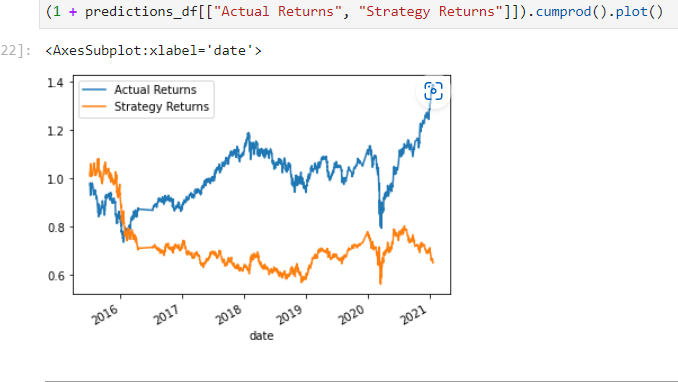 (1 + predictions_df[["Actual Returns", "Strategy Returns"]]).cumprod().plot()
22]: <AxesSubplot:xlabel='date'>
Actual Returns
Strategy Returns
1.4
1.2
1.0
0.8
0.6
2016 2017 2018 2019 2020 2021
date